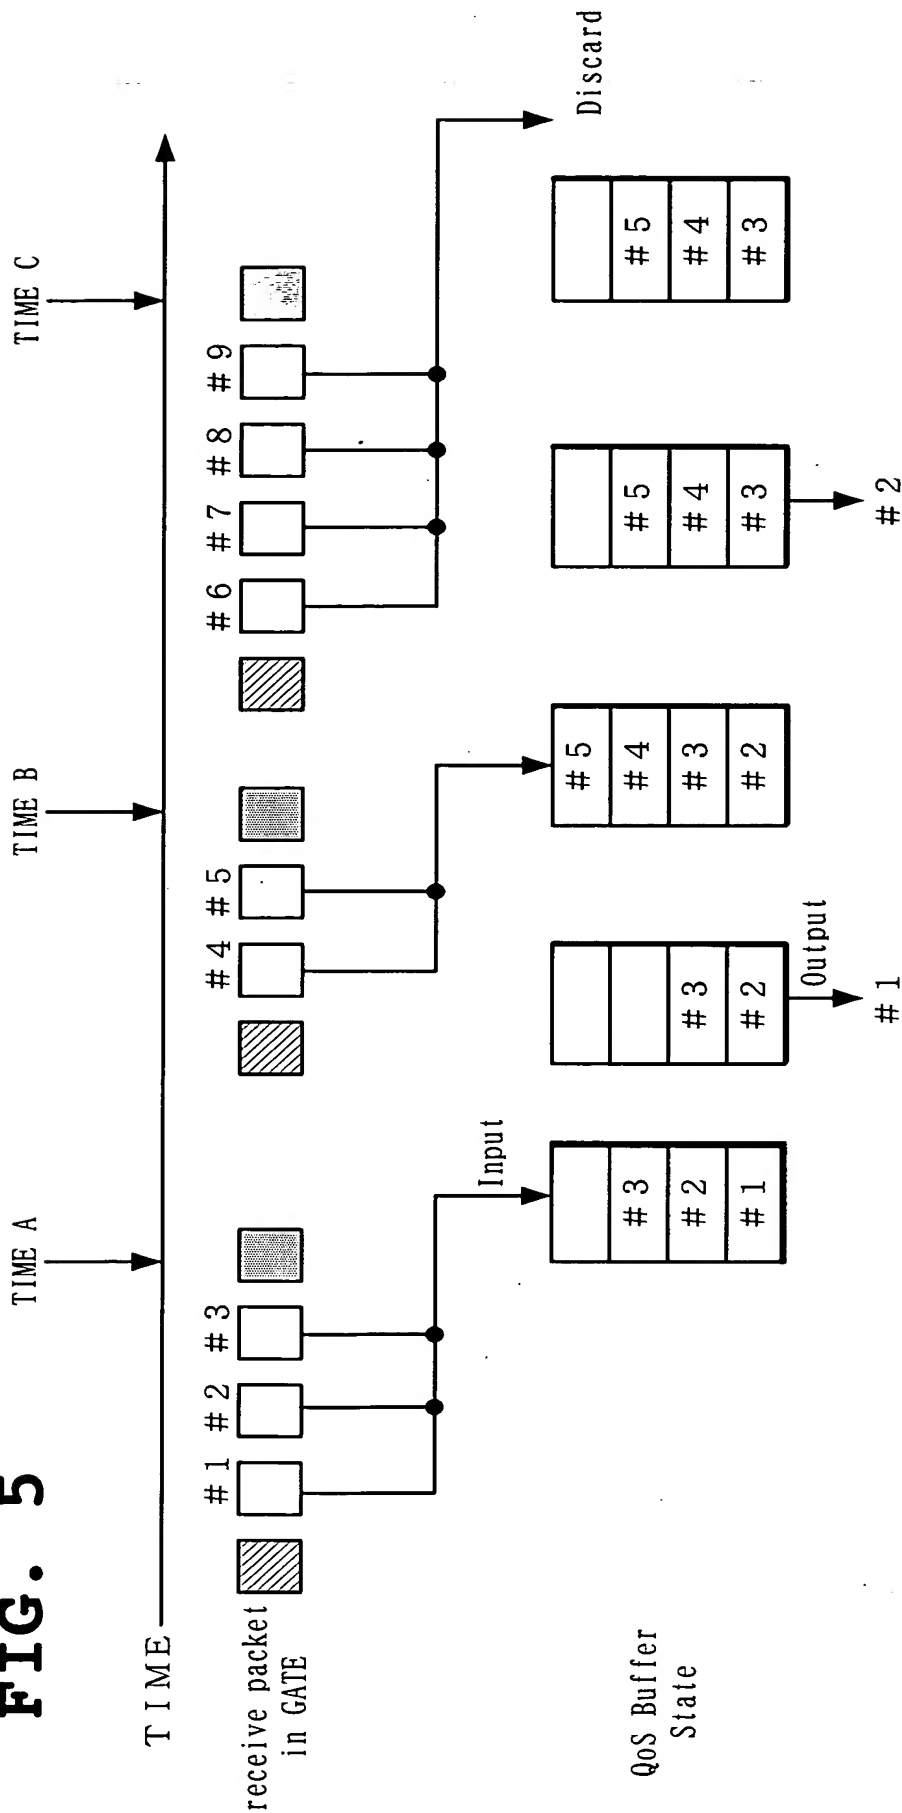 FIG. 5
TIME A
TIME B
TIME C
TIME
receive packet
in GATE
#1
#2
#3
#4
#5
#6
#7
#8
#9
Input
Discard
QoS Buffer
State
#3
#2
#1
#3
#2
Output
#1
#5
#4
#3
#2
#5
#4
#3
#2
#5
#4
#3